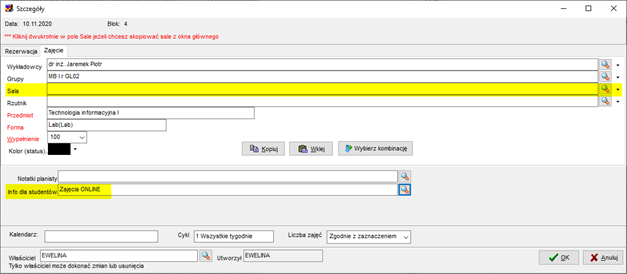 Szczegóły
Data: 10.11.2020 Blok: 4
*** Kliknij dwukrotnie w pole Sale jeżeli chcesz skopiować sale z okna głównego
Rezerwacja Zajęcie
Wykładowcy dr inż. Jaremek Piotr
Grupy MB I r GL02
Sala
Rzutnik
Przedmiot Technologia informacyjna I
Forma Lab(Lab)
Wypełnienie 100
Kolor (status)
Kopiuj Wklej Wybierz kombinację
Notatki planisty
Info dla studentów Zajęcia ONLINE
Kalendarz: Cykl 1 Wszystkie tygodnie Liczba zajęć Zgodnie z zaznaczeniem
Właściciel EWELINA Utworzył EWELINA OK Anuluj
Tylko właściciel może dokonać zmian lub usunięcia